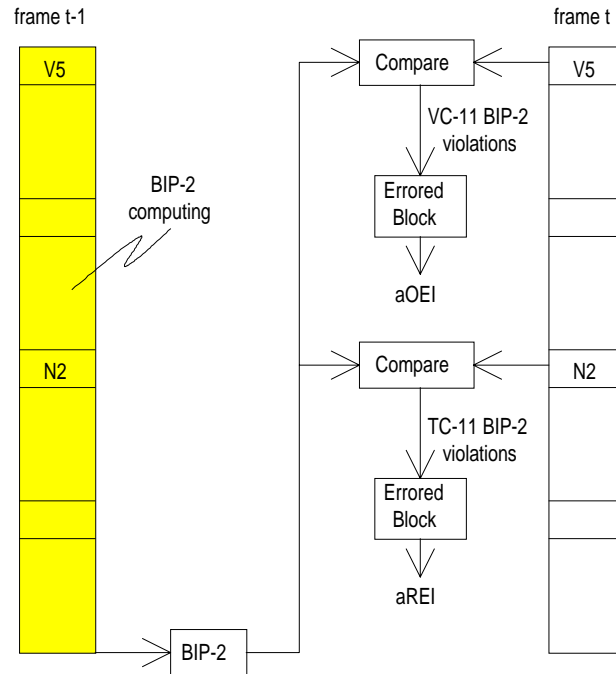 frame t-1
frame t
V5
Compare
V5
VC-11 BIP-2
violations
BIP-2
computing
Errored
Block
aOEI
N2
Compare
N2
TC-11 BIP-2
violations
Errored
Block
aREI
BIP-2